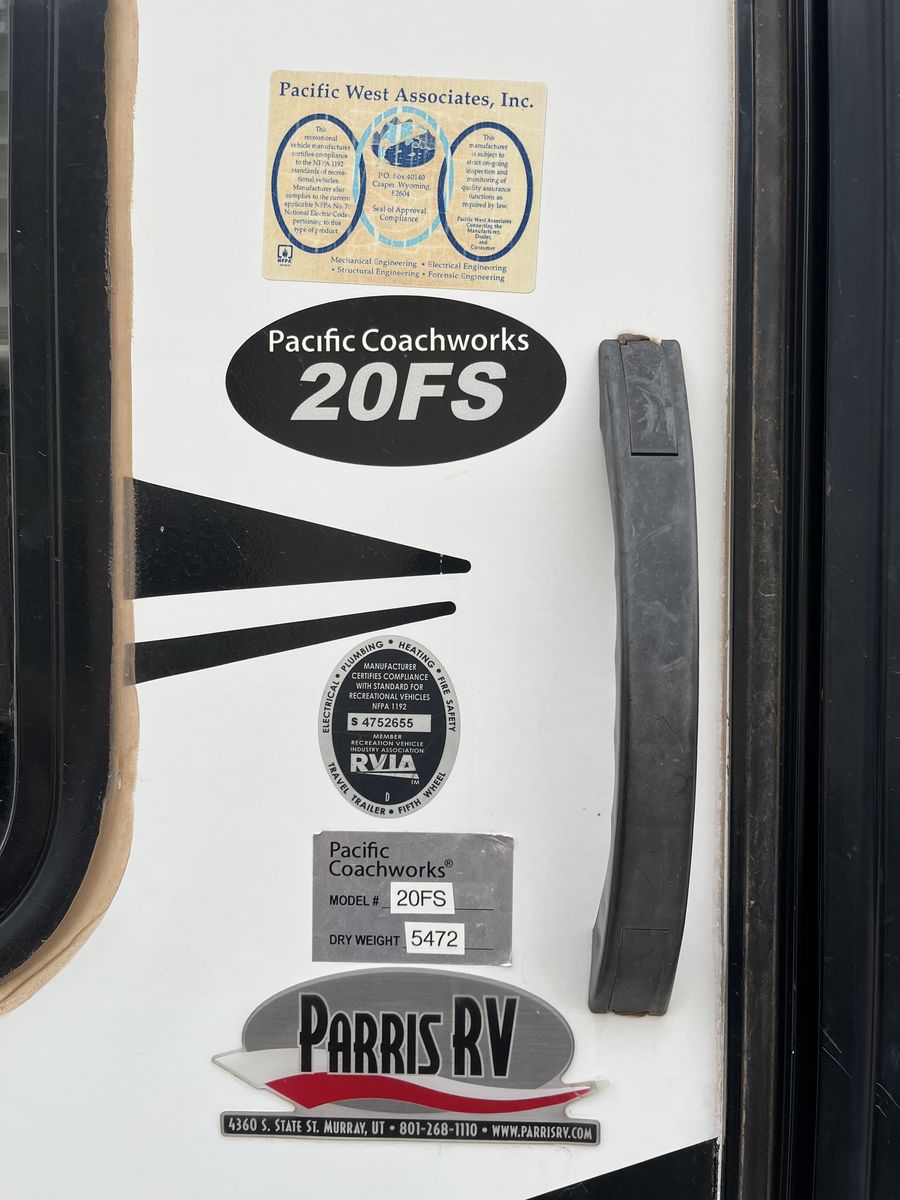 Pacific West Associates, Inc.
This
recreational
vehicle manufacturer
certifies compliance
to the NFPA 1192
standards of recrea-
tional vehicles.
Manufacturer also
complies to the current
applicable NFPA No. 70
National Electric Code
pertaining to this
type of product.
P.O. Box 40140
Casper, Wyoming
82604
Seal of Approval
Compliance
This
manufacturer
is subject to
strict on-going
inspection and
monitoring of
quality assurance
functions as
required by law.
Pacific West Associates
Connecting the
Manufacturer,
Dealer,
and
Consumer
NFPA
Mechanical Engineering • Electrical Engineering
• Structural Engineering • Forensic Engineering
Pacific Coachworks
20FS
ELECTRICAL • PLUMBING • HEATING • FIRE SAFETY
MANUFACTURER
CERTIFIES COMPLIANCE
WITH STANDARD FOR
RECREATIONAL VEHICLES
NFPA 1192
S 4752655
MEMBER
RECREATION VEHICLE
INDUSTRY ASSOCIATION
RVIA
TM
D
TRAVEL TRAILER • FIFTH WHEEL
Pacific
Coachworks®
MODEL # 20FS
DRY WEIGHT 5472
PARRIS RV
4360 S. STATE ST. MURRAY, UT • 801-268-1110 • WWW.PARRISRV.COM